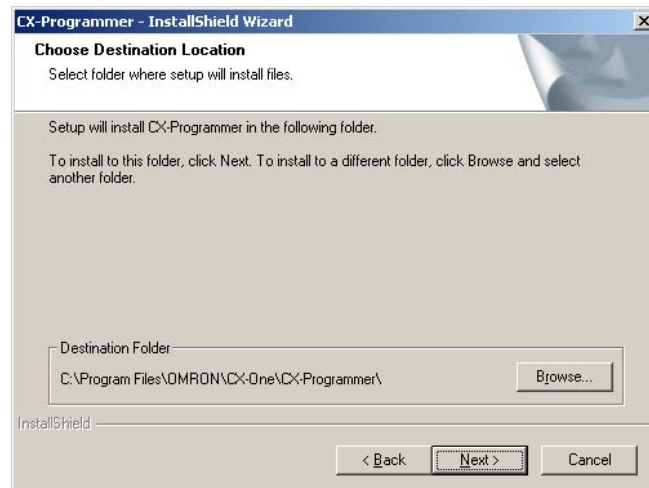 CX-Programmer - InstallShield Wizard
Choose Destination Location
Select folder where setup will install files.
Setup will install CX-Programmer in the following folder.
To install to this folder, click Next. To install to a different folder, click Browse and select
another folder.
Destination Folder
C:\Program Files\OMRON\CX-One\CX-Programmer\
Browse...
InstallShield
< Back
Next >
Cancel